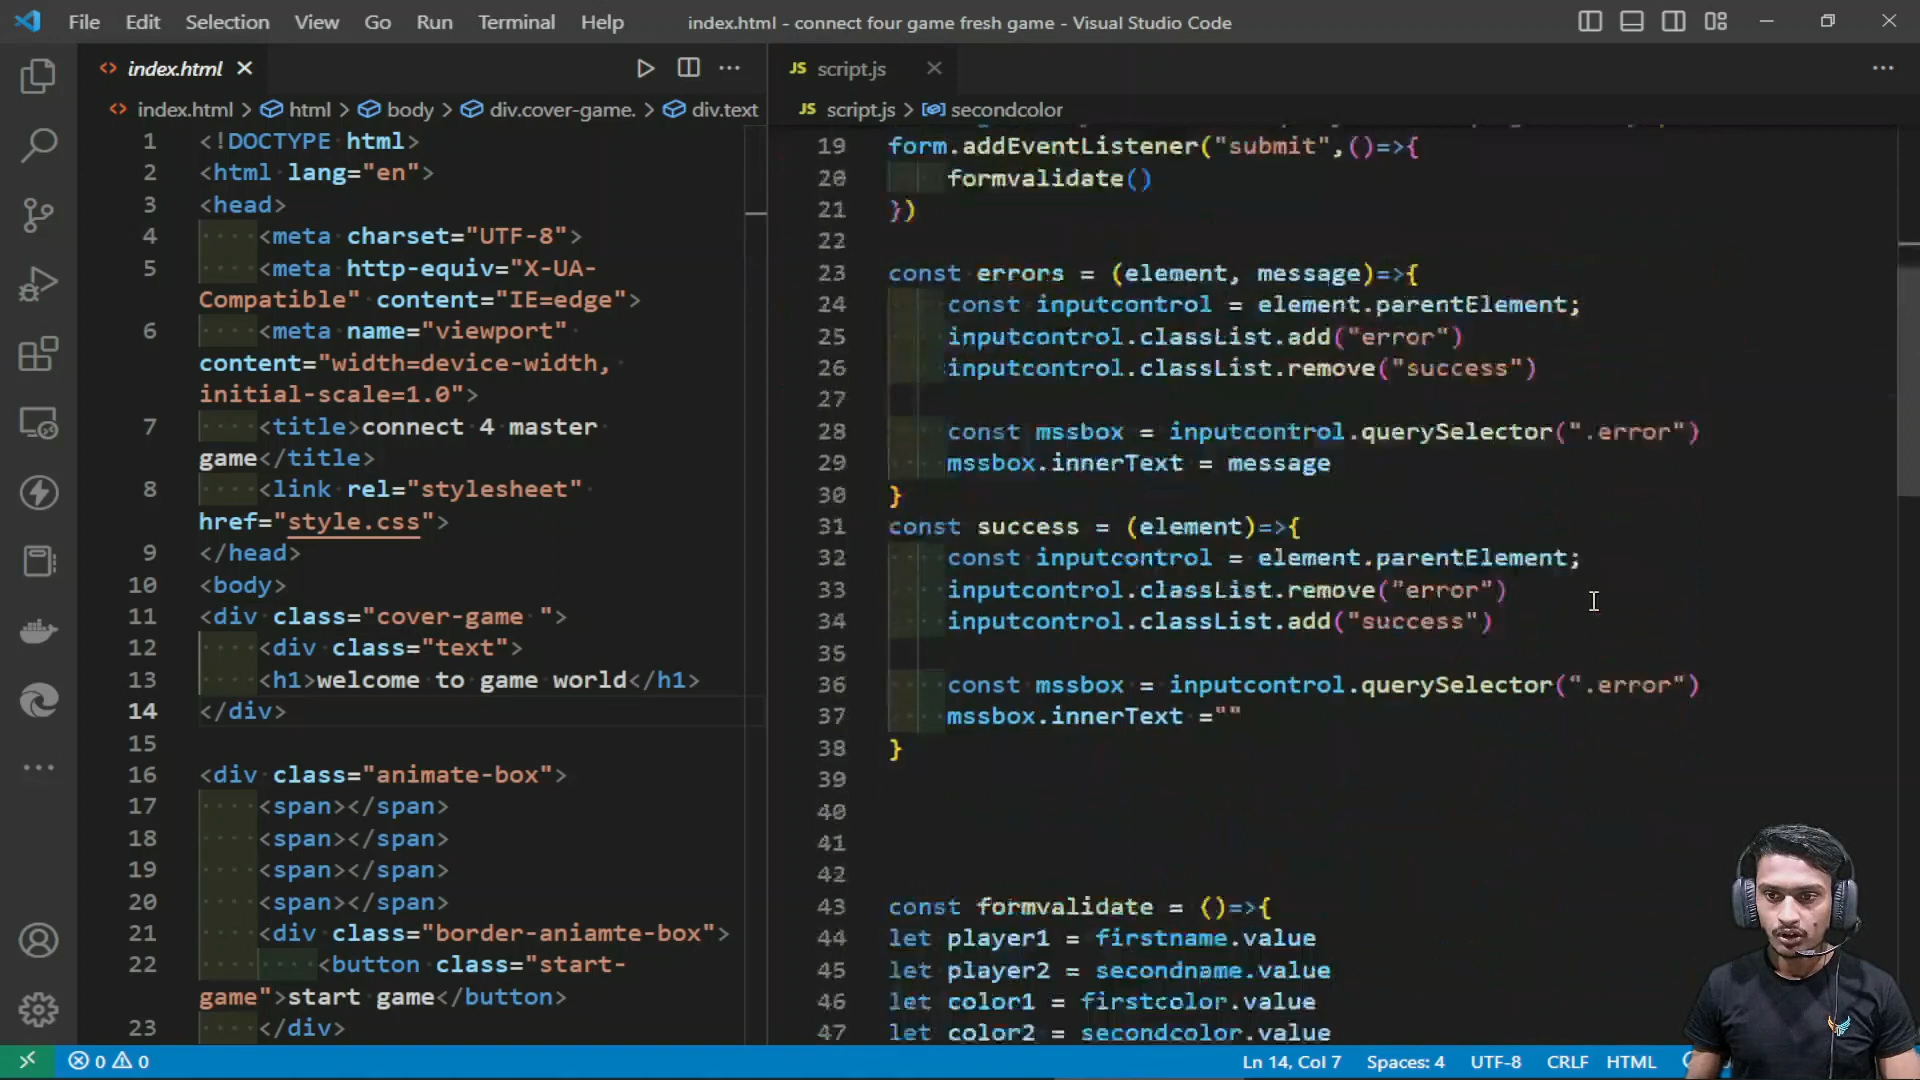 File Edit Selection View Go Run Terminal Help index.html - connect four game fresh game - Visual Studio Code
index.html
index.html > html > body > div.cover-game. > div.text
1 <!DOCTYPE html>
2 <html lang="en">
3 <head>
4 <meta charset="UTF-8">
5 <meta http-equiv="X-UA-
Compatible" content="IE=edge">
6 <meta name="viewport"
content="width=device-width,
initial-scale=1.0">
7 <title>connect 4 master
game</title>
8 <link rel="stylesheet"
href="style.css">
9 </head>
10 <body>
11 <div class="cover-game ">
12 <div class="text">
13 <h1>welcome to game world</h1>
14 </div>
15
16 <div class="animate-box">
17 <span></span>
18 <span></span>
19 <span></span>
20 <span></span>
21 <div class="border-aniamte-box">
22 <button class="start-
game">start game</button>
23 </div>
JS script.js
JS script.js > secondcolor
19 form.addEventListener("submit",()=>{
20 formvalidate()
21 })
22
23 const errors = (element, message)=>{
24 const inputcontrol = element.parentElement;
25 inputcontrol.classList.add("error")
26 inputcontrol.classList.remove("success")
27
28 const mssbox = inputcontrol.querySelector(".error")
29 mssbox.innerText = message
30 }
31 const success = (element)=>{
32 const inputcontrol = element.parentElement;
33 inputcontrol.classList.remove("error")
34 inputcontrol.classList.add("success")
35
36 const mssbox = inputcontrol.querySelector(".error")
37 mssbox.innerText =""
38 }
39
40
41
42
43 const formvalidate = ()=>{
44 let player1 = firstname.value
45 let player2 = secondname.value
46 let color1 = firstcolor.value
47 let color2 = secondcolor.value
0 0 Ln 14, Col 7 Spaces: 4 UTF-8 CRLF HTML